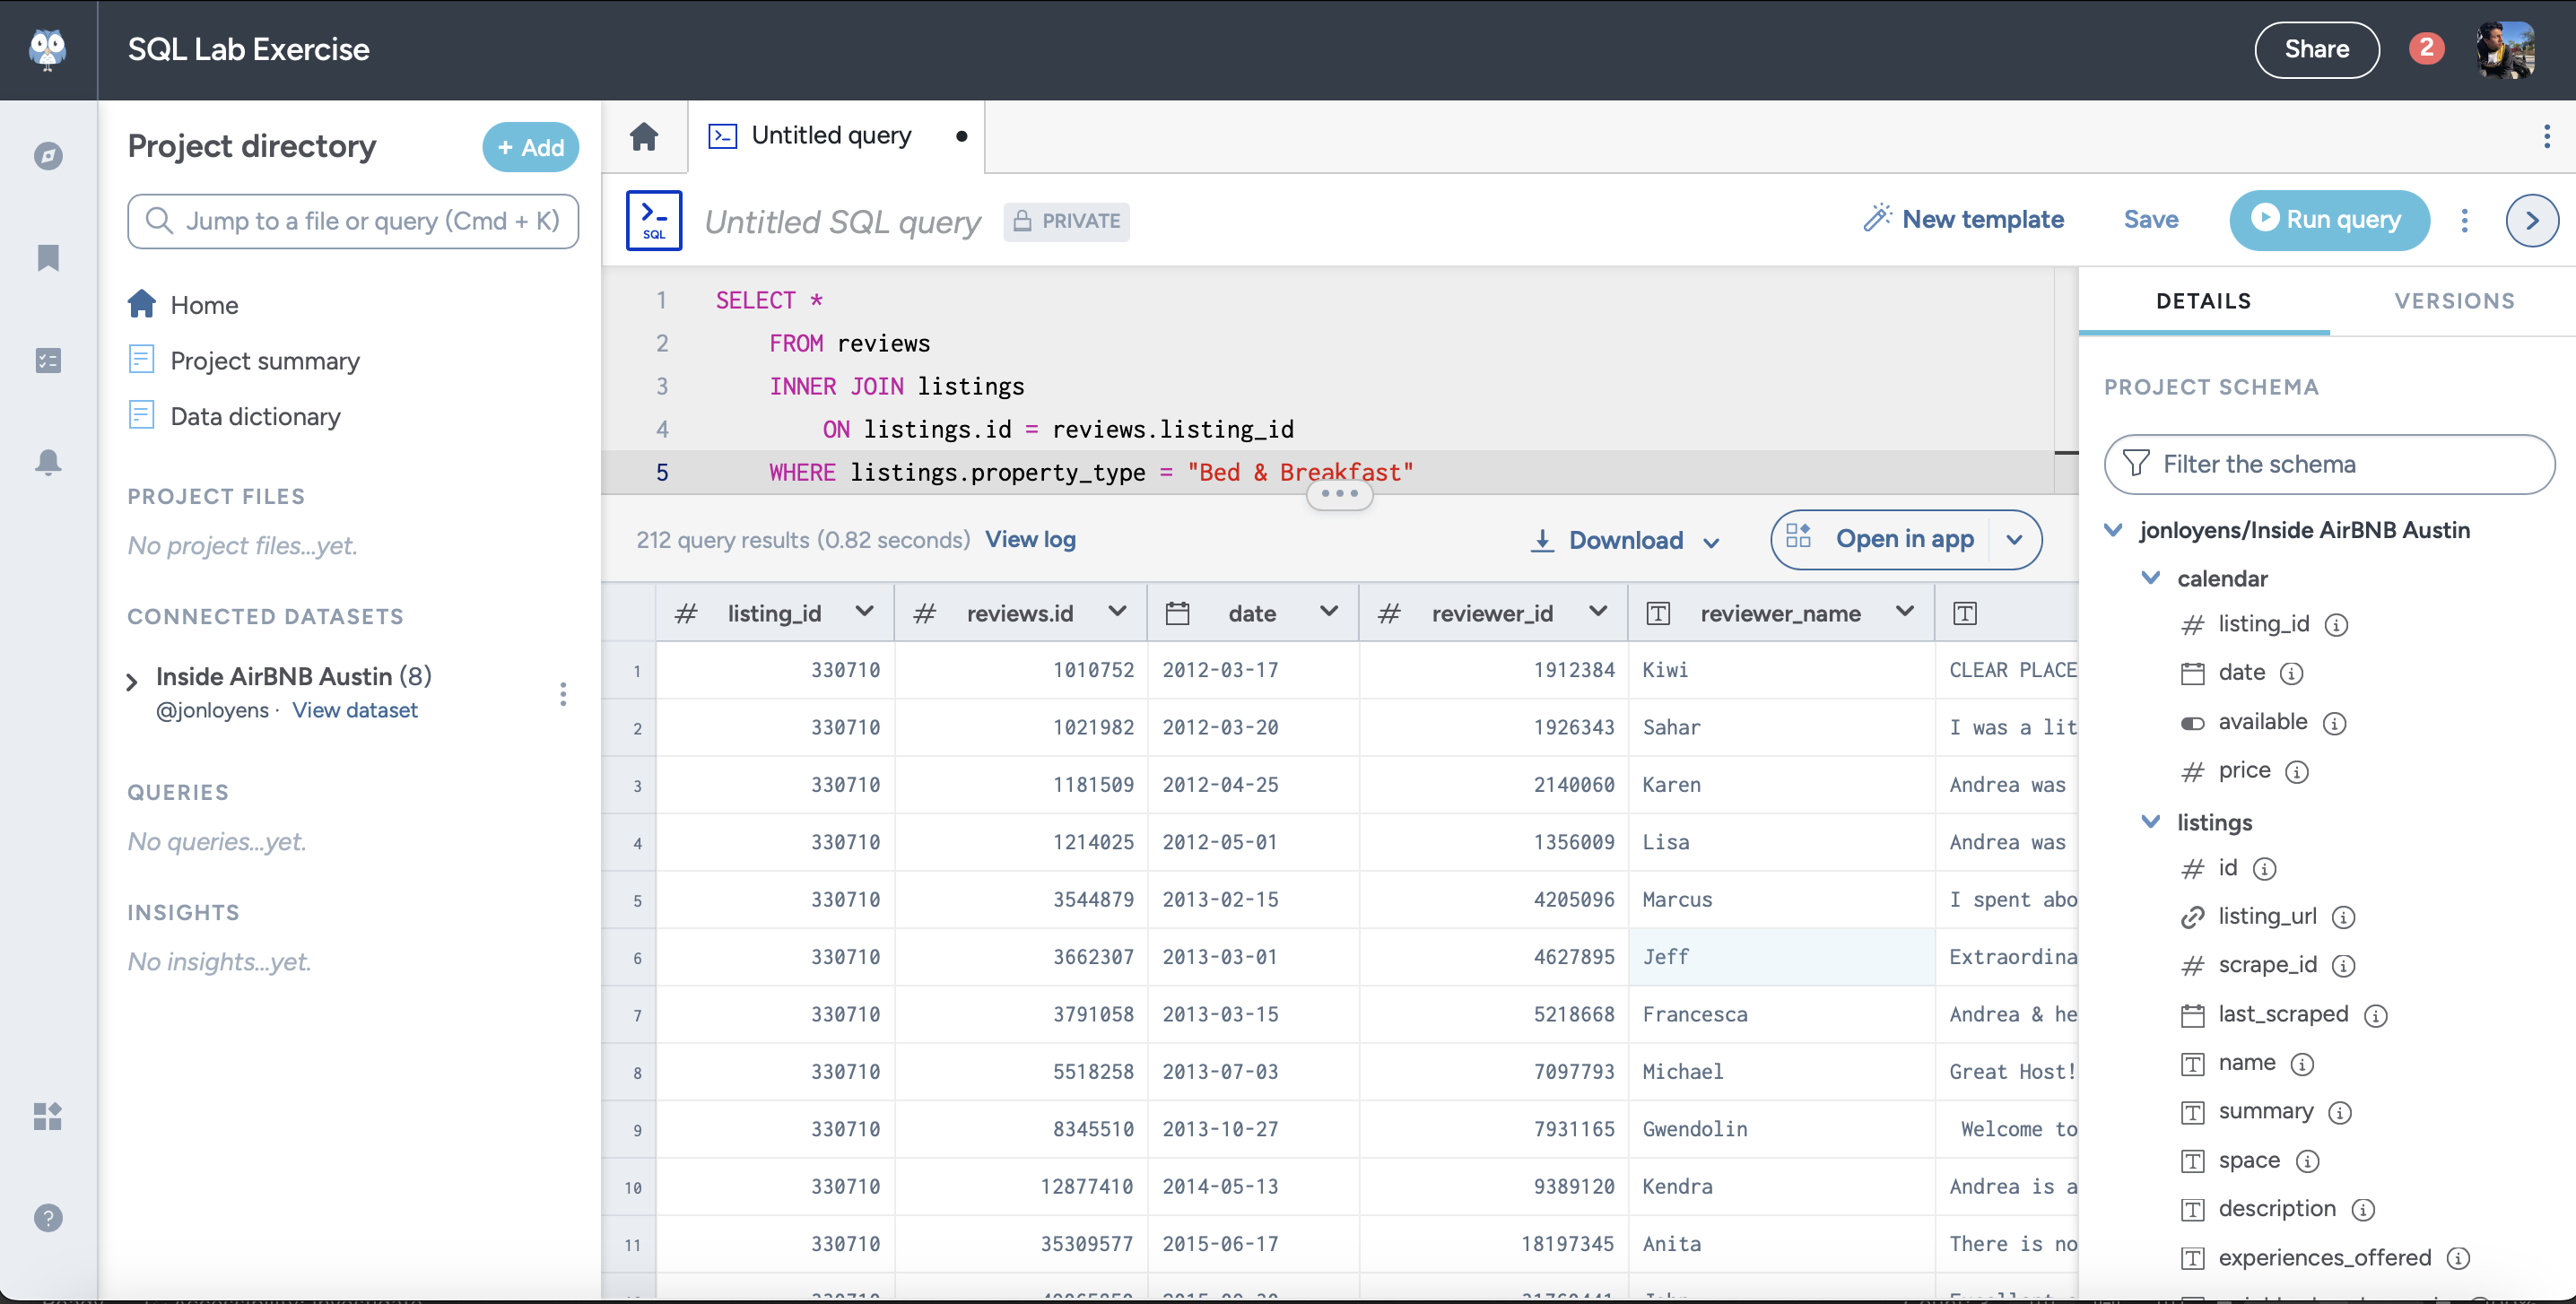 SQL Lab Exercise
Share
2
Project directory
+ Add
Jump to a file or query (Cmd + K)
Home
Project summary
Data dictionary
PROJECT FILES
No project files...yet.
CONNECTED DATASETS
Inside AirBNB Austin (8)
@jonloyens · View dataset
QUERIES
No queries...yet.
INSIGHTS
No insights...yet.
Untitled query
SQL
Untitled SQL query
PRIVATE
New template
Save
Run query
1 SELECT *
2 FROM reviews
3 INNER JOIN listings
4 ON listings.id = reviews.listing_id
5 WHERE listings.property_type = "Bed & Breakfast"
212 query results (0.82 seconds) View log
Download
Open in app
# listing_id # reviews.id date # reviewer_id T reviewer_name T
1 330710 1010752 2012-03-17 1912384 Kiwi CLEAR PLACE
2 330710 1021982 2012-03-20 1926343 Sahar I was a lit
3 330710 1181509 2012-04-25 2140060 Karen Andrea was
4 330710 1214025 2012-05-01 1356009 Lisa Andrea was
5 330710 3544879 2013-02-15 4205096 Marcus I spent abo
6 330710 3662307 2013-03-01 4627895 Jeff Extraordina
7 330710 3791058 2013-03-15 5218668 Francesca Andrea & he
8 330710 5518258 2013-07-03 7097793 Michael Great Host!
9 330710 8345510 2013-10-27 7931165 Gwendolin Welcome to
10 330710 12877410 2014-05-13 9389120 Kendra Andrea is a
11 330710 35309577 2015-06-17 18197345 Anita There is no
DETAILS
VERSIONS
PROJECT SCHEMA
Filter the schema
jonloyens/Inside AirBNB Austin
calendar
# listing_id
date
available
# price
listings
# id
listing_url
# scrape_id
last_scraped
T name
T summary
T space
T description
T experiences_offered